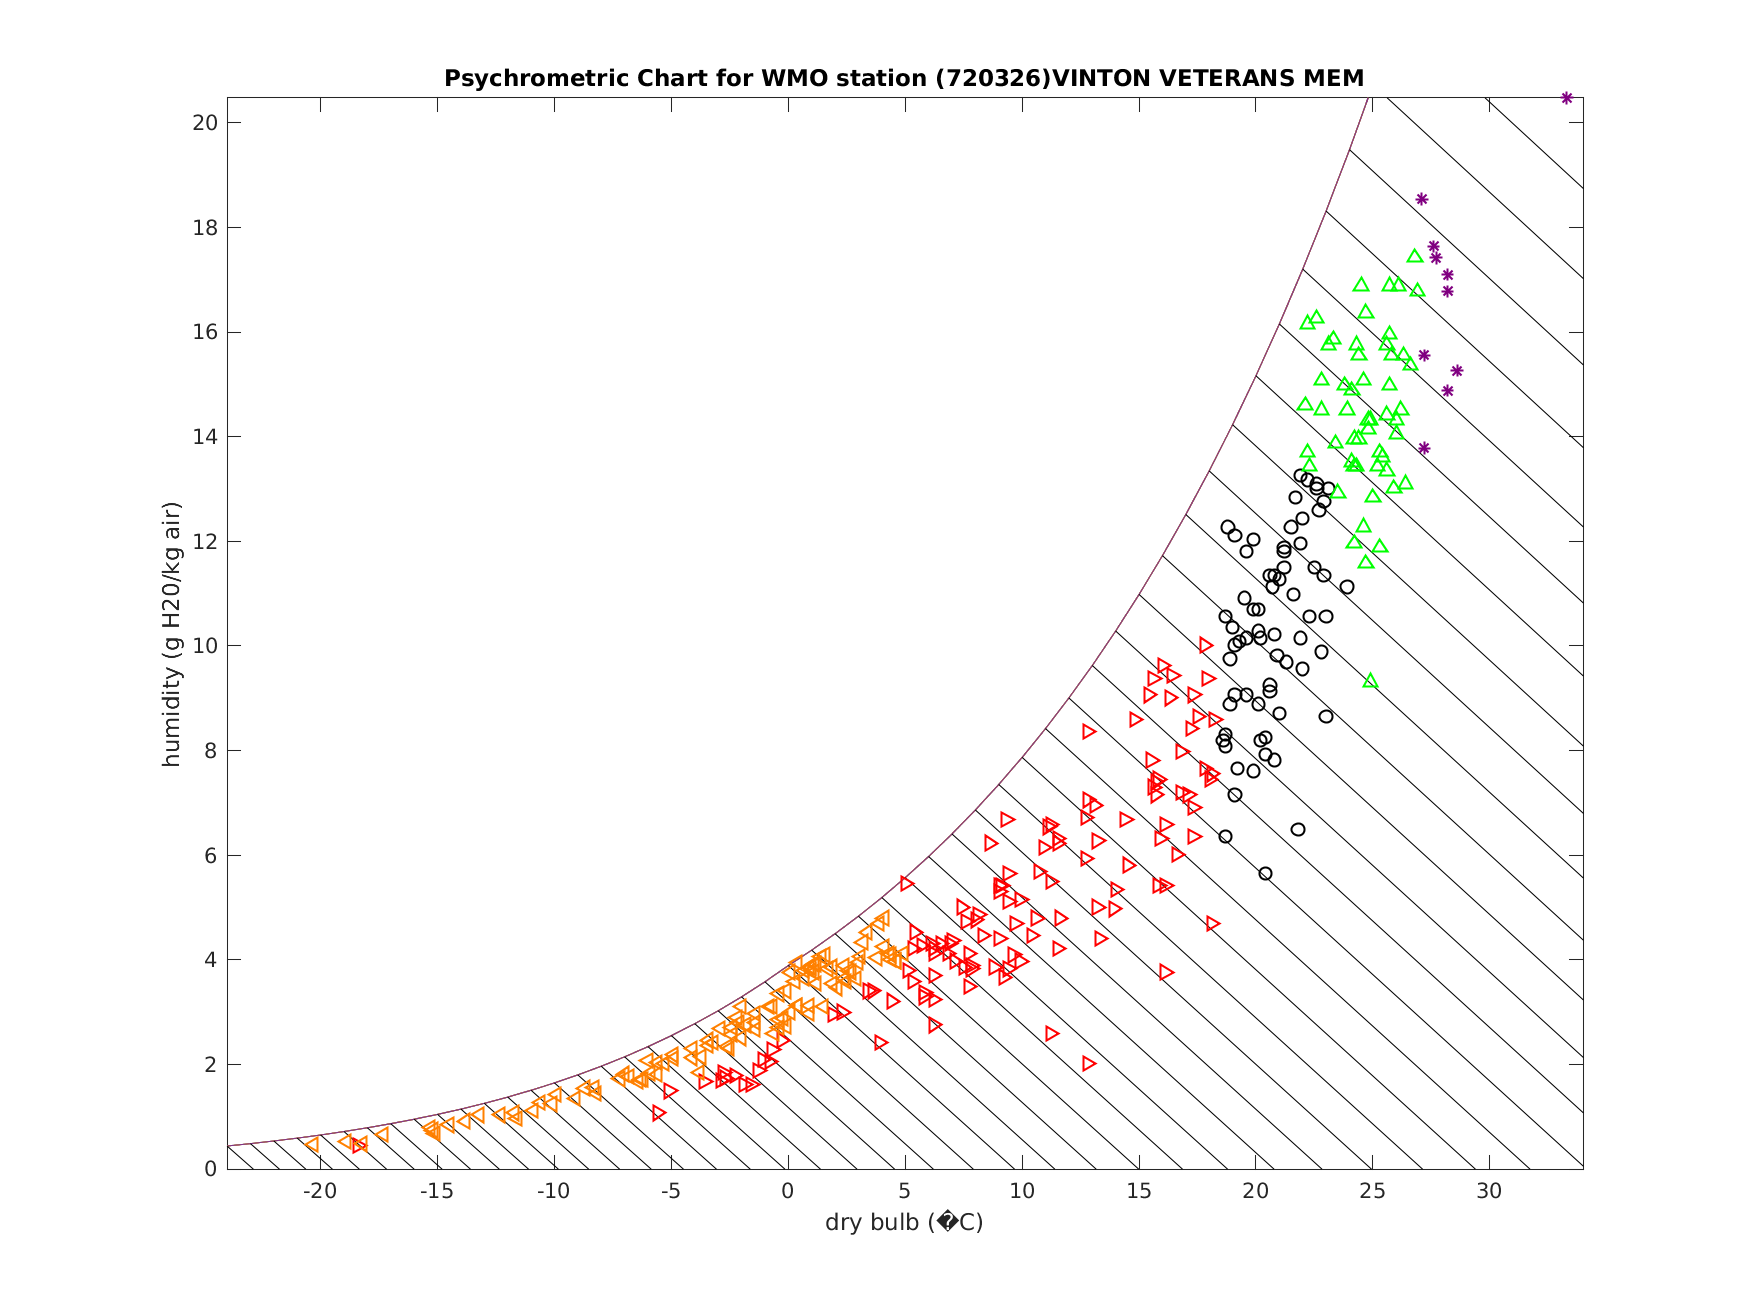 Psychrometric Chart for WMO station (720326)VINTON VETERANS MEM
20
18
16
14
12
10
8
6
4
2
0
humidity (g H20/kg air)
-20 -15 -10 -5 0 5 10 15 20 25 30
dry bulb (�C)